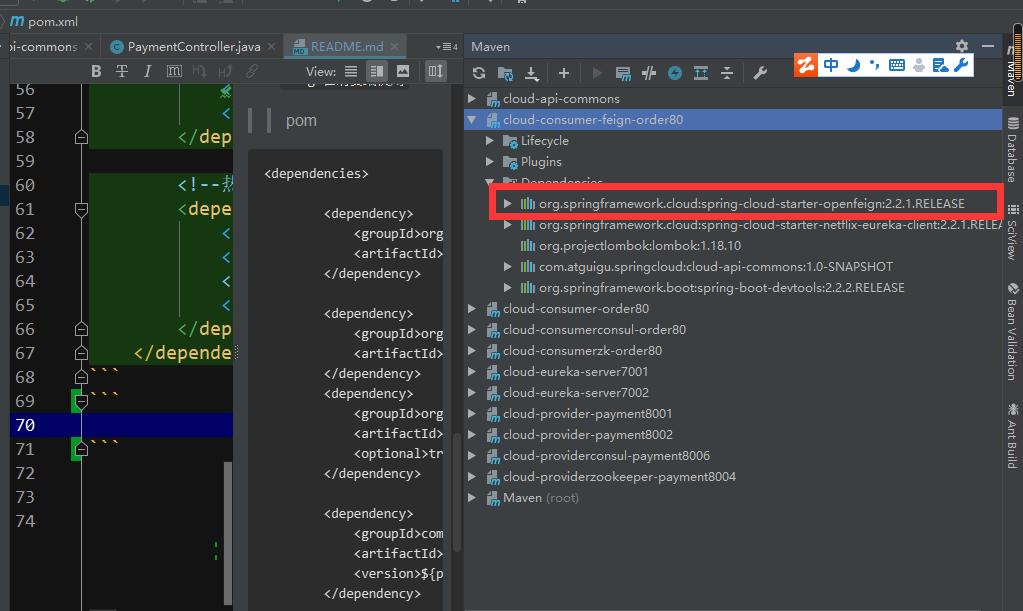 pom.xml
pi-commons
PaymentController.java
README.md
4
Maven
View:
中
56
57
58 </dep
59
60 <!--热
61 <depe
62 <
63 <
64 <
65 <
66 </dep
67 </depende
68 ```
69 ```
70
71 ```
72
73
74
pom
<dependencies>
<dependency>
<groupId>org
<artifactId>
</dependency>
<dependency>
<groupId>org
<artifactId>
</dependency>
<dependency>
<groupId>org
<artifactId>
<optional>tr
</dependency>
<dependency>
<groupId>com
<artifactId>
<version>${p
</dependency>
cloud-api-commons
cloud-consumer-feign-order80
Lifecycle
Plugins
Dependencies
org.springframework.cloud:spring-cloud-starter-openfeign:2.2.1.RELEASE
org.springframework.cloud:spring-cloud-starter-netflix-eureka-client:2.2.1.RELEA
org.projectlombok:lombok:1.18.10
com.atguigu.springcloud:cloud-api-commons:1.0-SNAPSHOT
org.springframework.boot:spring-boot-devtools:2.2.2.RELEASE
cloud-consumer-order80
cloud-consumerconsul-order80
cloud-consumerzk-order80
cloud-eureka-server7001
cloud-eureka-server7002
cloud-provider-payment8001
cloud-provider-payment8002
cloud-providerconsul-payment8006
cloud-providerzookeeper-payment8004
Maven (root)
Maven
Database
SciView
Bean Validation
Ant Build